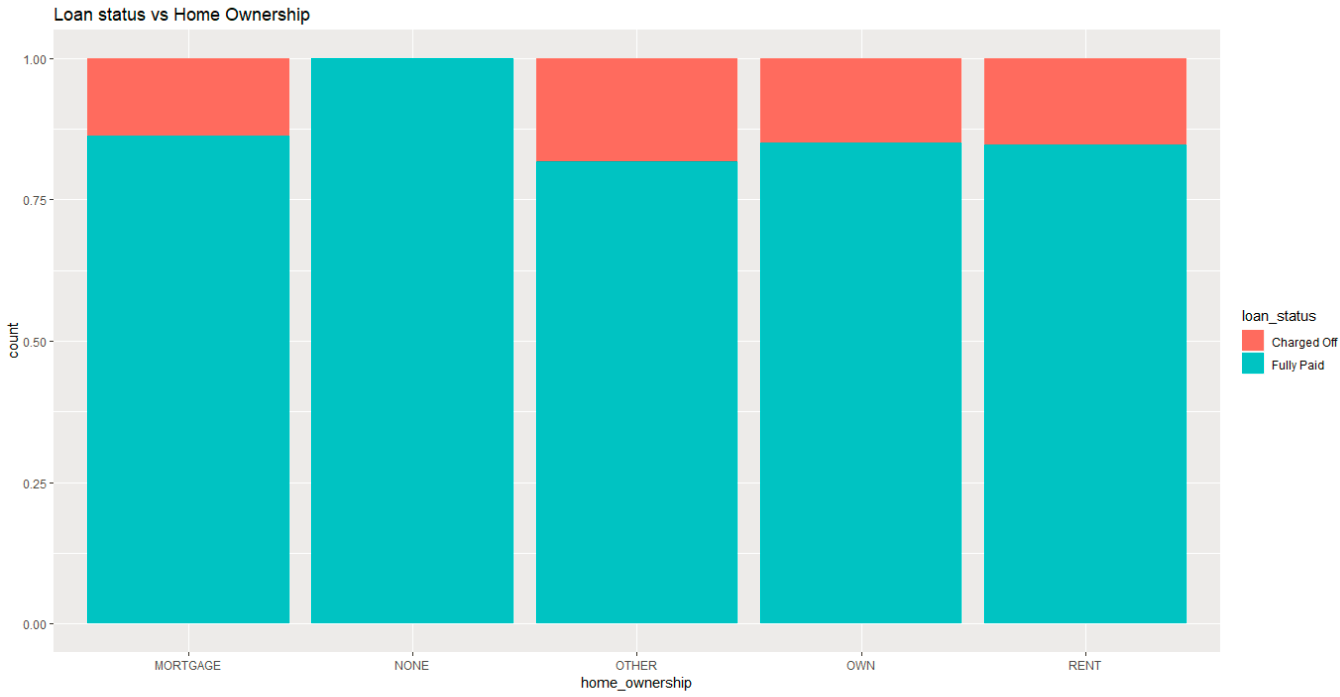 Loan status vs Home Ownership
1.00
0.75
0.50
0.25
0.00
count
MORTGAGE NONE OTHER OWN RENT
home_ownership
loan_status
Charged Off
Fully Paid